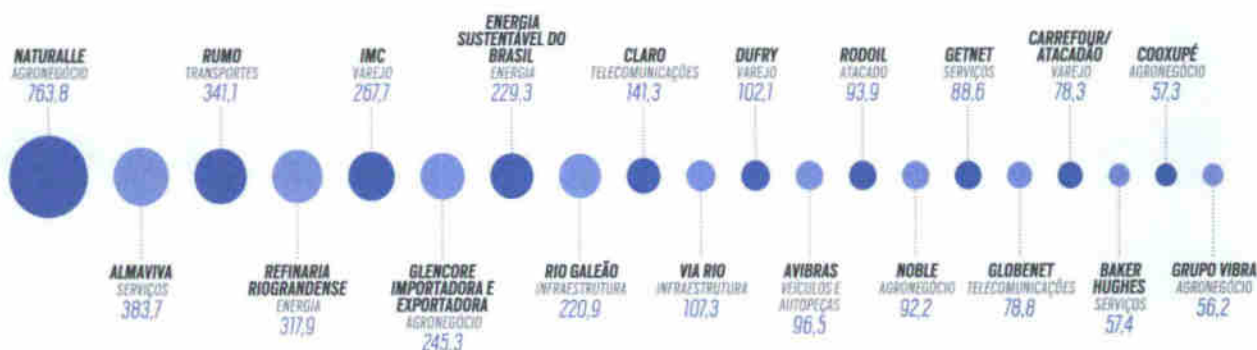 NATURALLE
AGRONEGÓCIO
763,8
RUMO
TRANSPORTES
341,1
IMC
VAREJO
267,7
ENERGIA
SUSTENTÁVEL DO
BRASIL
ENERGIA
229,3
CLARO
TELECOMUNICAÇÕES
141,3
DUFRY
VAREJO
102,1
RODOIL
ATACADO
93,9
GETNET
SERVIÇOS
88,6
CARREFOUR/
ATACADÃO
VAREJO
78,3
COOXUPÉ
AGRONEGÓCIO
57,3
ALMAVIVA
SERVIÇOS
383,7
REFINARIA
RIOGRANDENSE
ENERGIA
317,9
GLENCORE
IMPORTADORA E
EXPORTADORA
AGRONEGÓCIO
245,3
RIO GALEÃO
INFRAESTRUTURA
220,9
VIA RIO
INFRAESTRUTURA
107,3
AVIBRAS
VEÍCULOS E
AUTOPEÇAS
96,5
NOBLE
AGRONEGÓCIO
92,2
GLOBENET
TELECOMUNICAÇÕES
78,8
BAKER
HUGHES
SERVIÇOS
57,4
GRUPO VIBRA
AGRONEGÓCIO
56,2